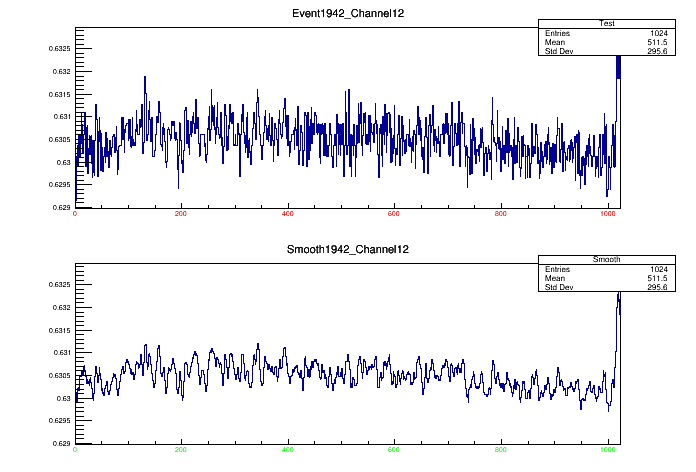 Event1942_Channel12
Test
Entries 1024
Mean 511.5
Std Dev 295.6
0.6325
0.632
0.6315
0.631
0.6305
0.63
0.6295
0.629
0 200 400 600 800 1000
Smooth1942_Channel12
Smooth
Entries 1024
Mean 511.5
Std Dev 295.6
0.6325
0.632
0.6315
0.631
0.6305
0.63
0.6295
0.629
0 200 400 600 800 1000